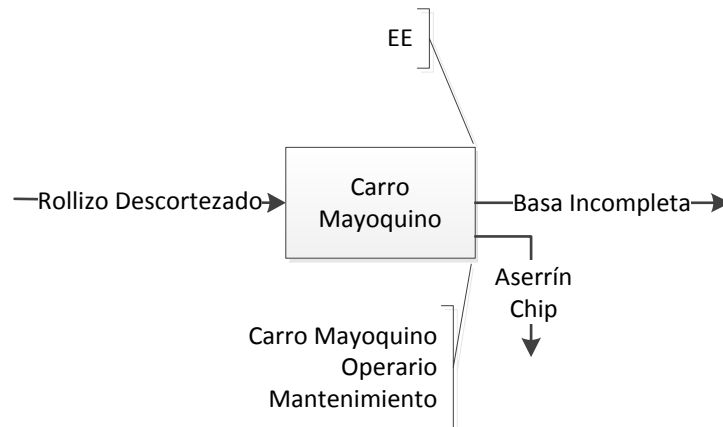 EE
Rollizo Descortezado
Carro
Mayoquino
Basa Incompleta
Aserrín
Chip
Carro Mayoquino
Operario
Mantenimiento